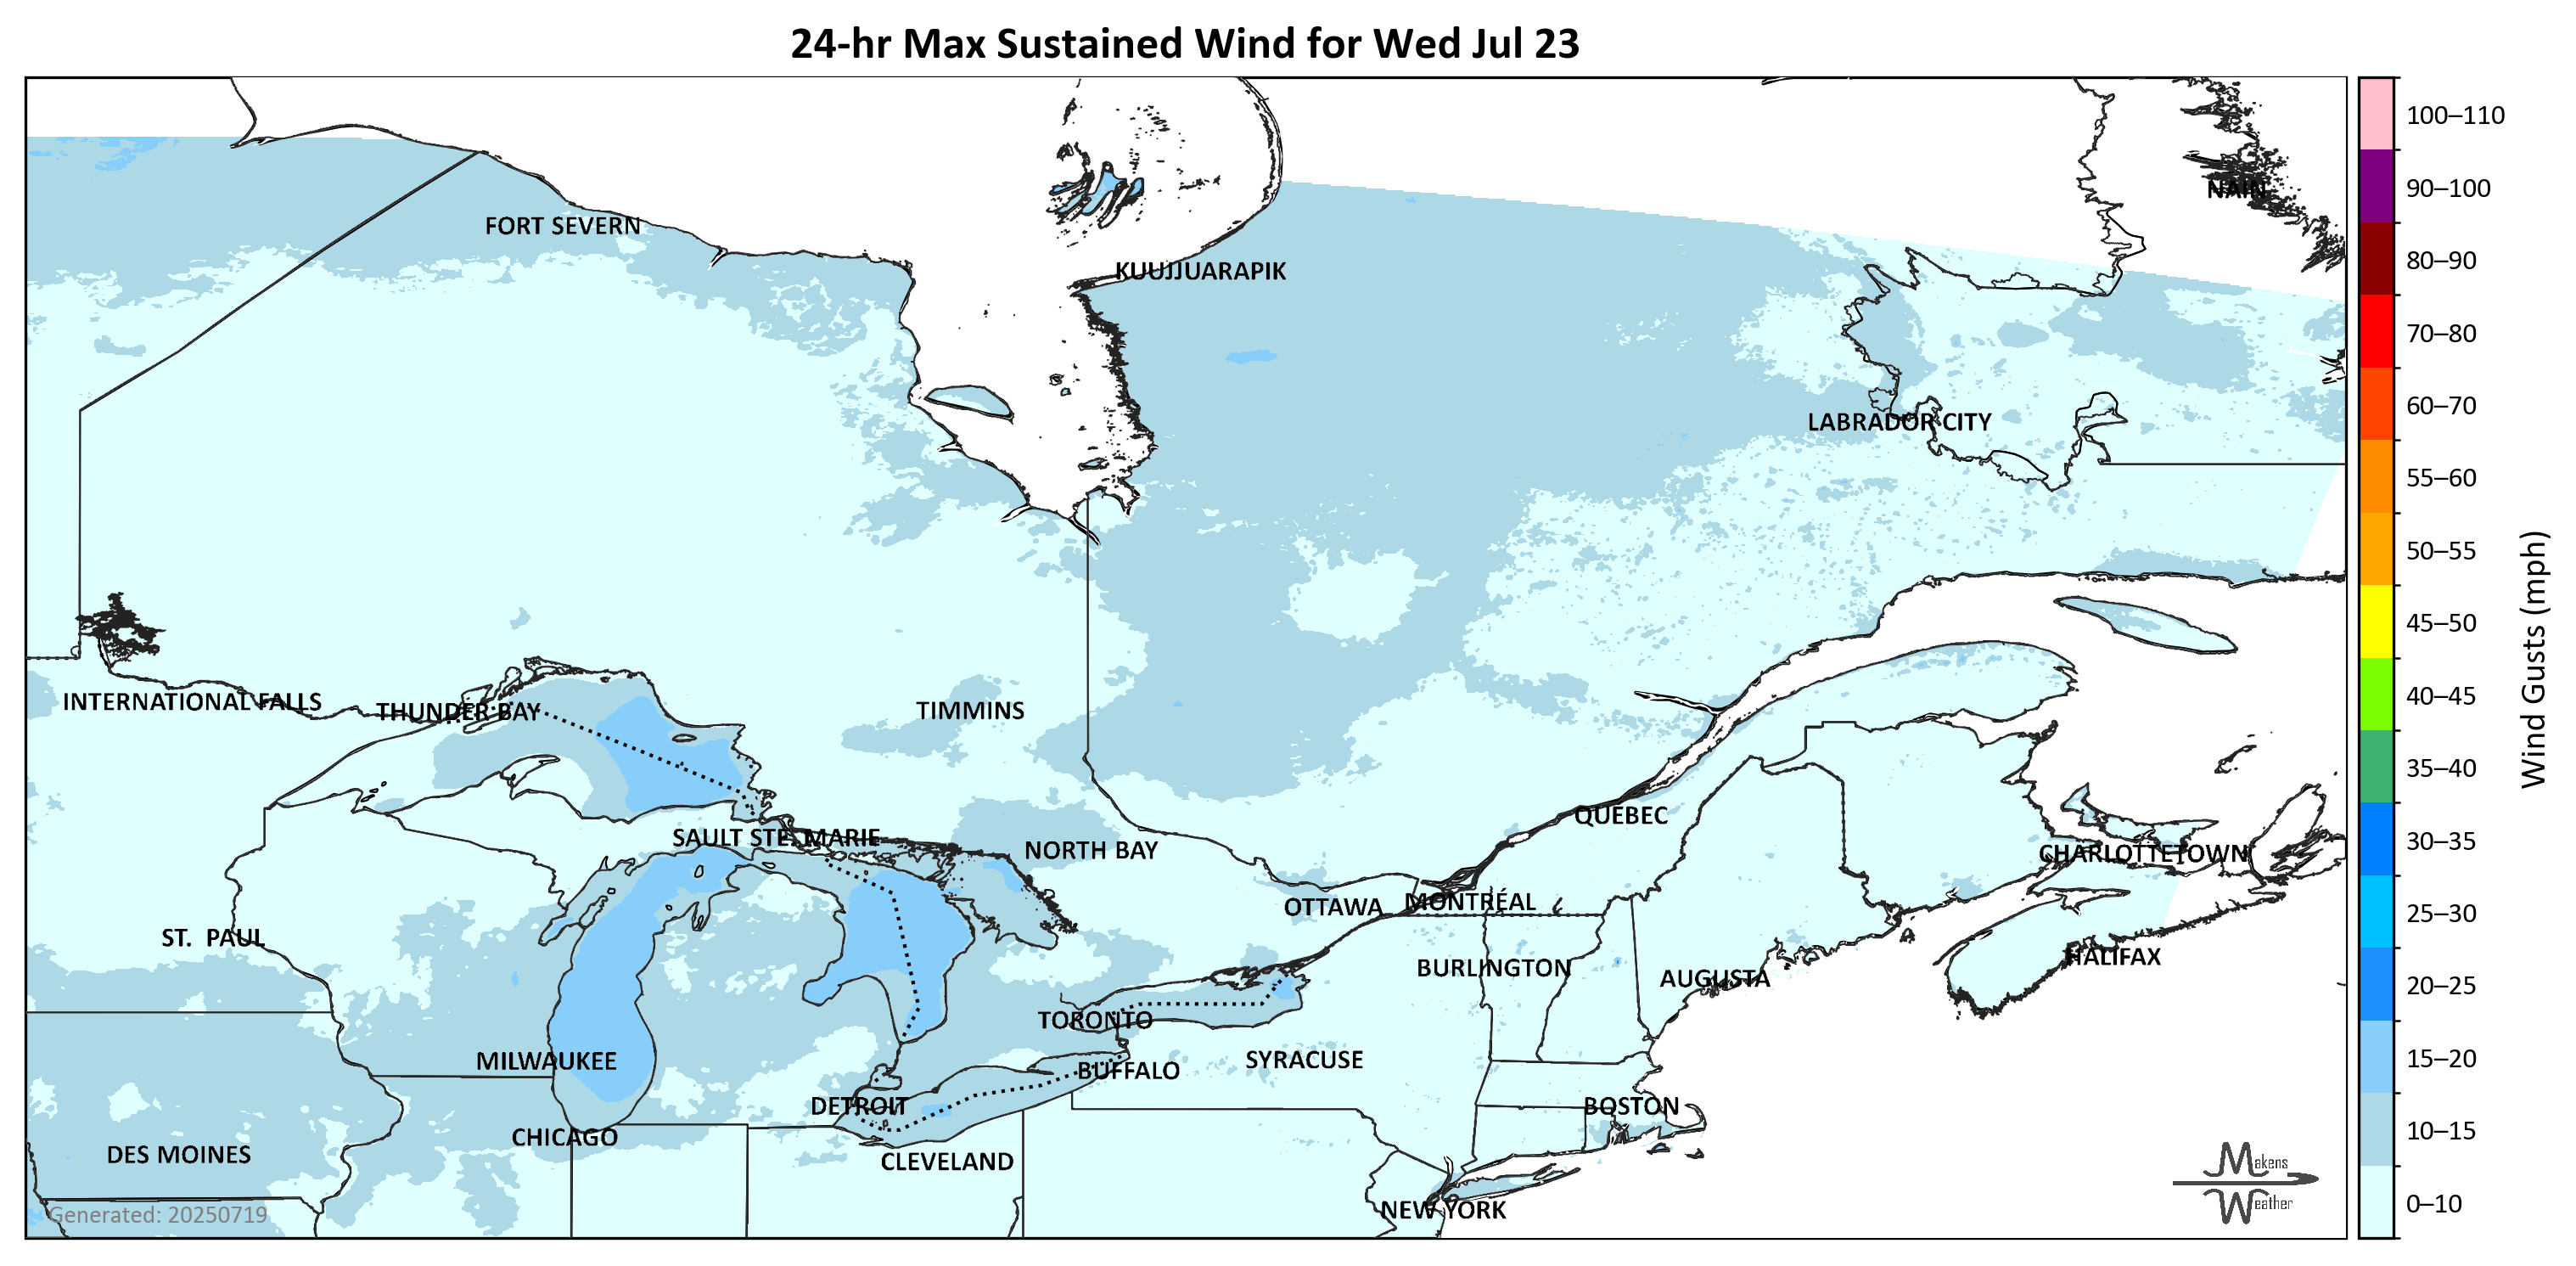 24-hr Max Sustained Wind for Wed Jul 23
100–110
90–100
NAIN
FORT SEVERN
80–90
KUUJJUARAPIK
70–80
60–70
LABRADOR CITY
55–60
50–55
45–50
Wind Gusts (mph)
40–45
INTERNATIONAL FALLS
THUNDER BAY
TIMMINS
35–40
QUÉBEC
30–35
SAULT STE. MARIE
NORTH BAY
CHARLOTTETOWN
OTTAWA
MONTRÉAL
25–30
ST. PAUL
HALIFAX
BURLINGTON
AUGUSTA
20–25
TORONTO
MILWAUKEE
SYRACUSE
15–20
BUFFALO
DETROIT
BOSTON
10–15
CHICAGO
DES MOINES
CLEVELAND
Makens
Weather
0–10
NEW YORK
Generated: 20250719